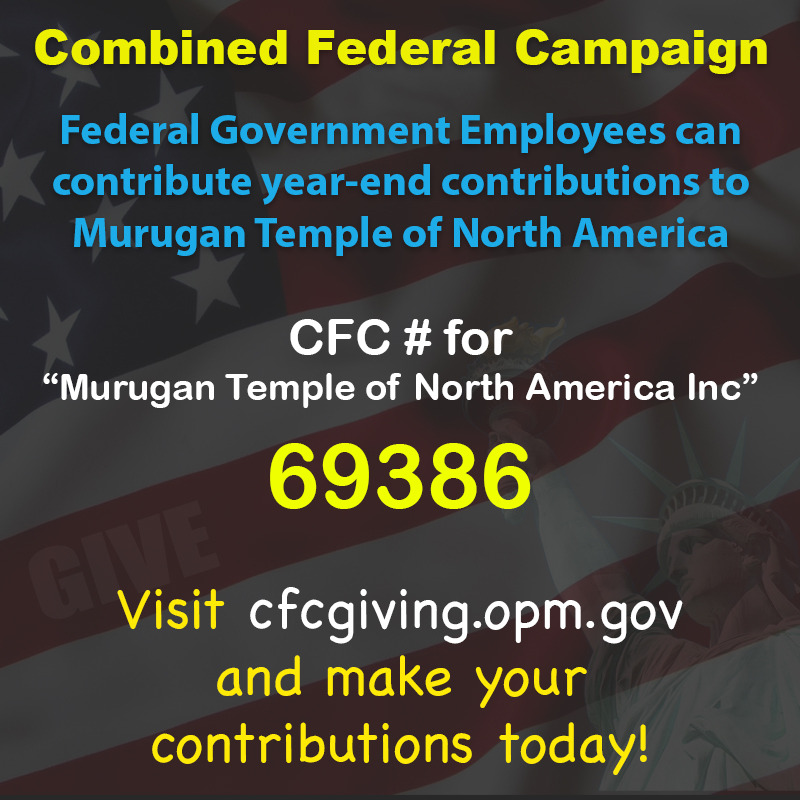 Combined Federal Campaign
Federal Government Employees can
contribute year-end contributions to
Murugan Temple of North America
CFC # for
“Murugan Temple of North America Inc”
69386
GIVE
Visit cfcgiving.opm.gov
and make your
contributions today!